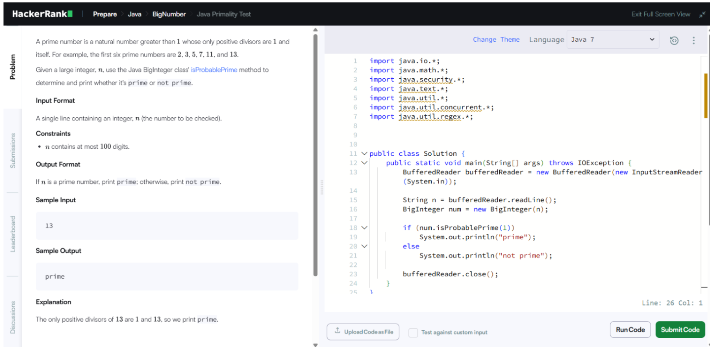 HackerRank Prepare > Java > BigNumber > Java Primality Test Exit Full Screen View
Problem
Submissions
Leaderboard
Discussions
A prime number is a natural number greater than 1 whose only positive divisors are 1 and
itself. For example, the first six prime numbers are 2, 3, 5, 7, 11, and 13.
Given a large integer, n, use the Java BigInteger class' isProbablePrime method to
determine and print whether it's prime or not prime.
Input Format
A single line containing an integer, n (the number to be checked).
Constraints
• n contains at most 100 digits.
Output Format
If n is a prime number, print prime; otherwise, print not prime.
Sample Input
13
Sample Output
prime
Explanation
The only positive divisors of 13 are 1 and 13, so we print prime.
Change Theme Language Java 7
1 import java.io.*;
2 import java.math.*;
3 import java.security.*;
4 import java.text.*;
5 import java.util.*;
6 import java.util.concurrent.*;
7 import java.util.regex.*;
8
9
10
11 public class Solution {
12 public static void main(String[] args) throws IOException {
13 BufferedReader bufferedReader = new BufferedReader(new InputStreamReader
(System.in));
14
15 String n = bufferedReader.readLine();
16 BigInteger num = new BigInteger(n);
17
18 if (num.isProbablePrime(1))
19 System.out.println("prime");
20 else
21 System.out.println("not prime");
22
23 bufferedReader.close();
24 }
25 }
Line: 26 Col: 1
Upload Code as File Test against custom input Run Code Submit Code